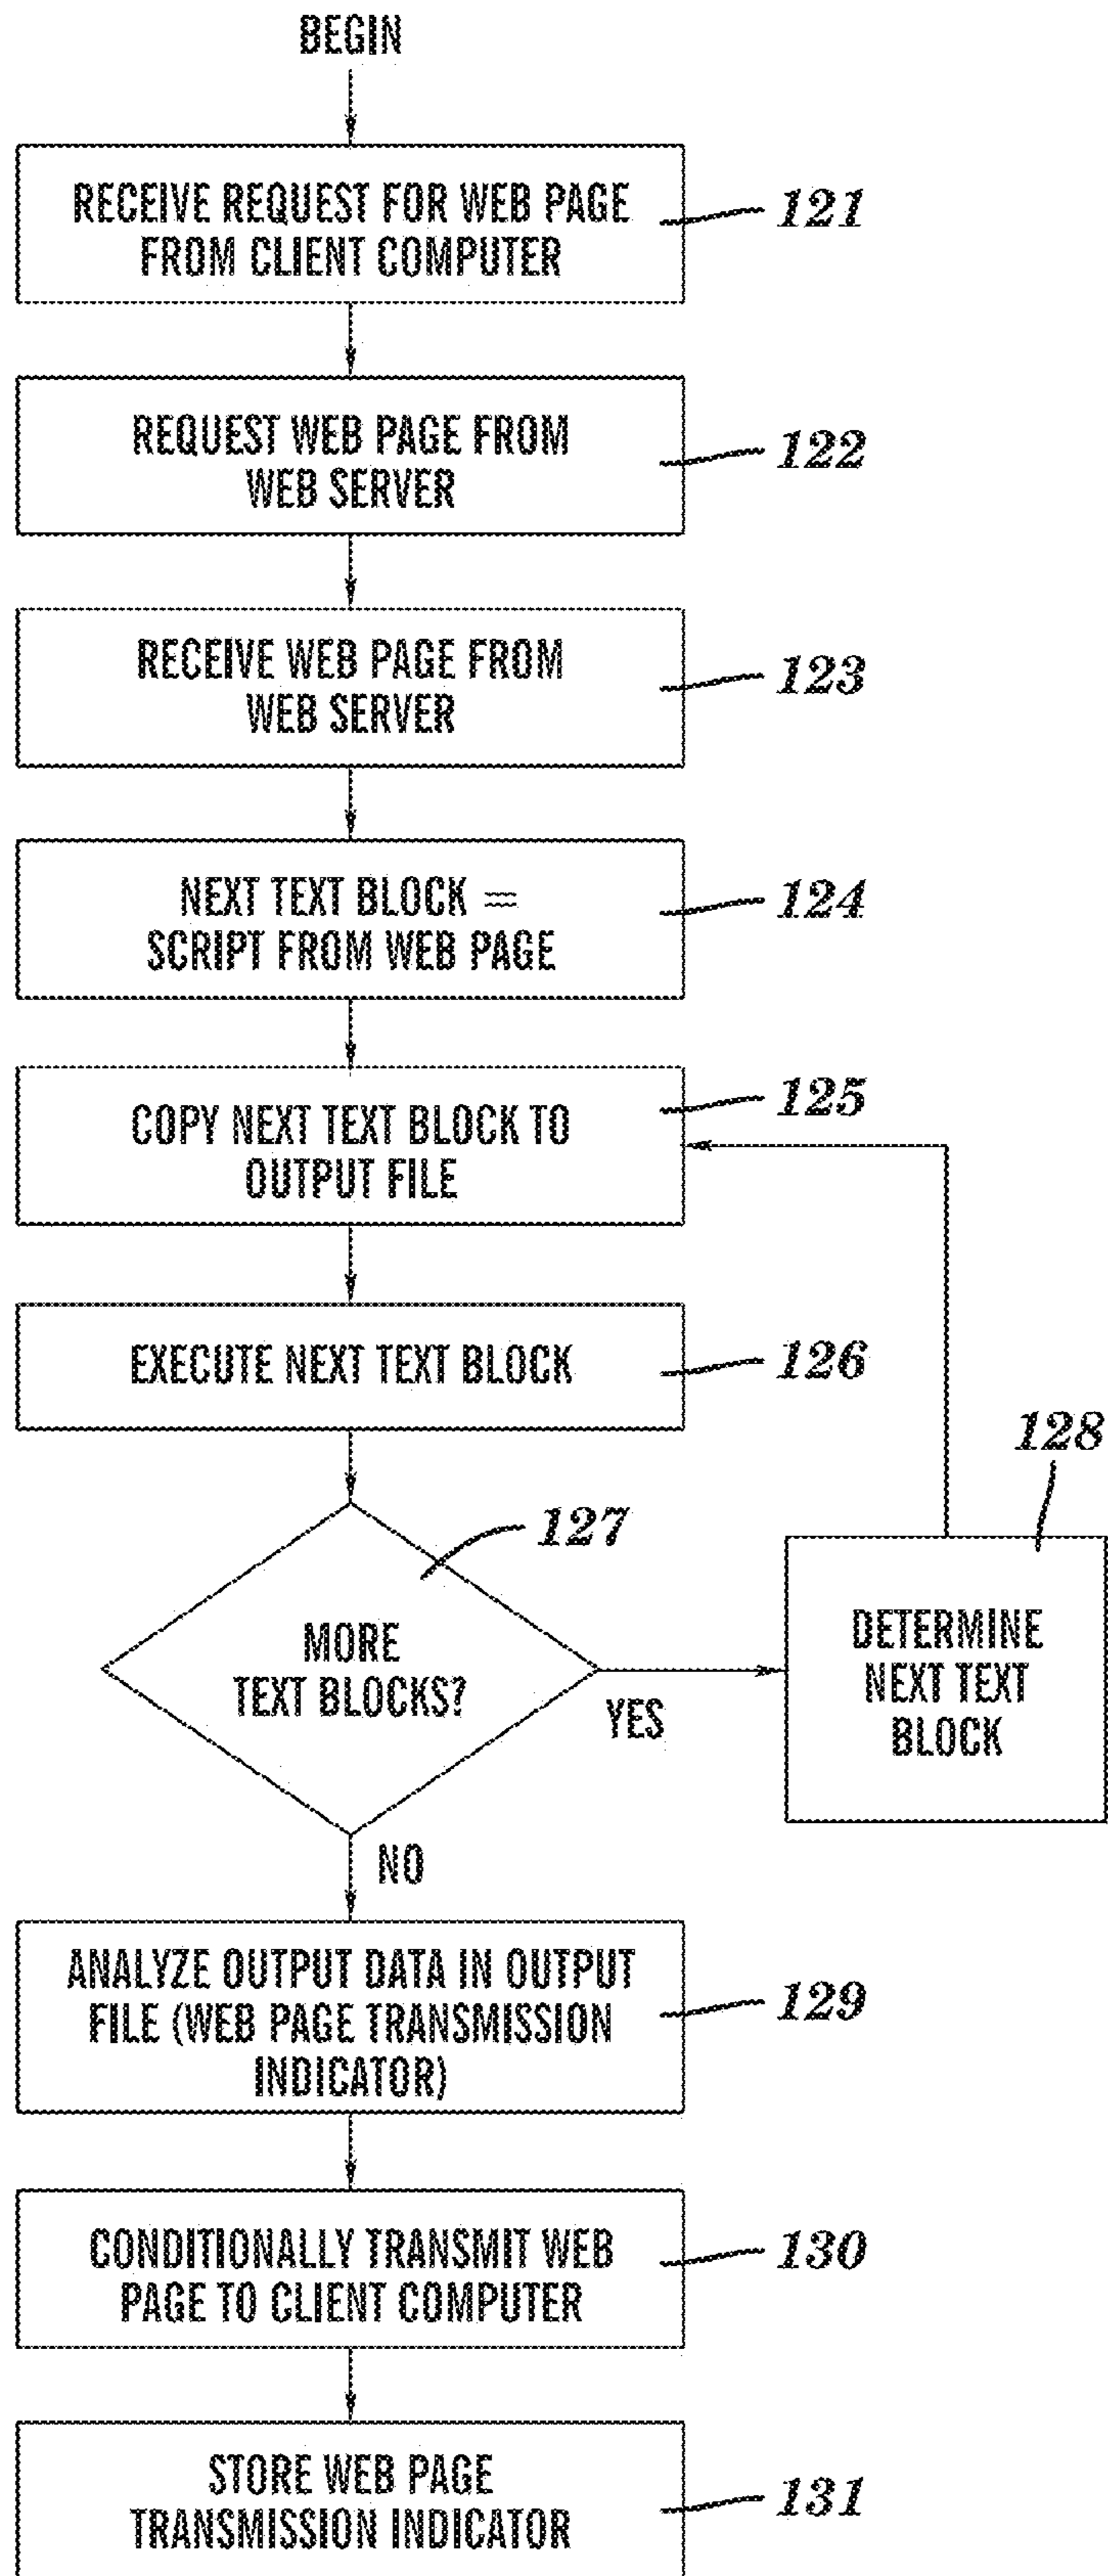 BEGIN
RECEIVE REQUEST FOR WEB PAGE
FROM CLIENT COMPUTER
121
REQUEST WEB PAGE FROM
WEB SERVER
122
RECEIVE WEB PAGE FROM
WEB SERVER
123
NEXT TEXT BLOCK =
SCRIPT FROM WEB PAGE
124
COPY NEXT TEXT BLOCK TO
OUTPUT FILE
125
EXECUTE NEXT TEXT BLOCK
126
MORE
TEXT BLOCKS?
127
YES
DETERMINE
NEXT TEXT
BLOCK
128
NO
ANALYZE OUTPUT DATA IN OUTPUT
FILE (WEB PAGE TRANSMISSION
INDICATOR)
129
CONDITIONALLY TRANSMIT WEB
PAGE TO CLIENT COMPUTER
130
STORE WEB PAGE
TRANSMISSION INDICATOR
131